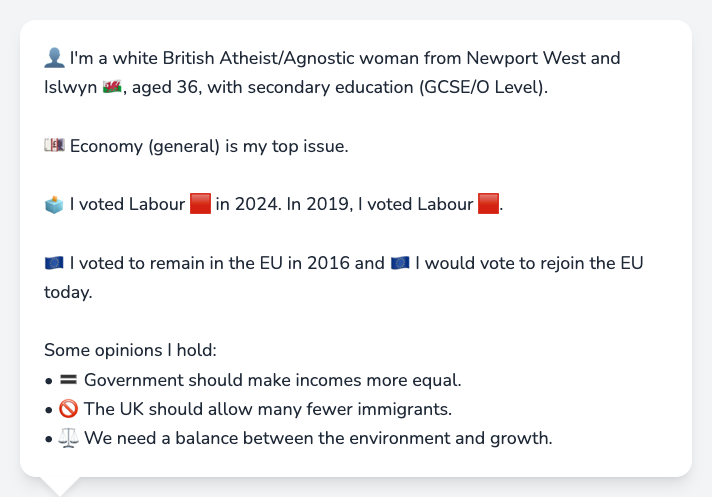 👤 I'm a white British Atheist/Agnostic woman from Newport West and
Islwyn 🏴󠁧󠁢󠁷󠁬󠁳󠁿, aged 36, with secondary education (GCSE/O Level).
💷 Economy (general) is my top issue.
🗳️ I voted Labour 🟥 in 2024. In 2019, I voted Labour 🟥.
🇪🇺 I voted to remain in the EU in 2016 and 🇪🇺 I would vote to rejoin the EU
today.
Some opinions I hold:
• 🟰 Government should make incomes more equal.
• 🚫 The UK should allow many fewer immigrants.
• ⚖️ We need a balance between the environment and growth.